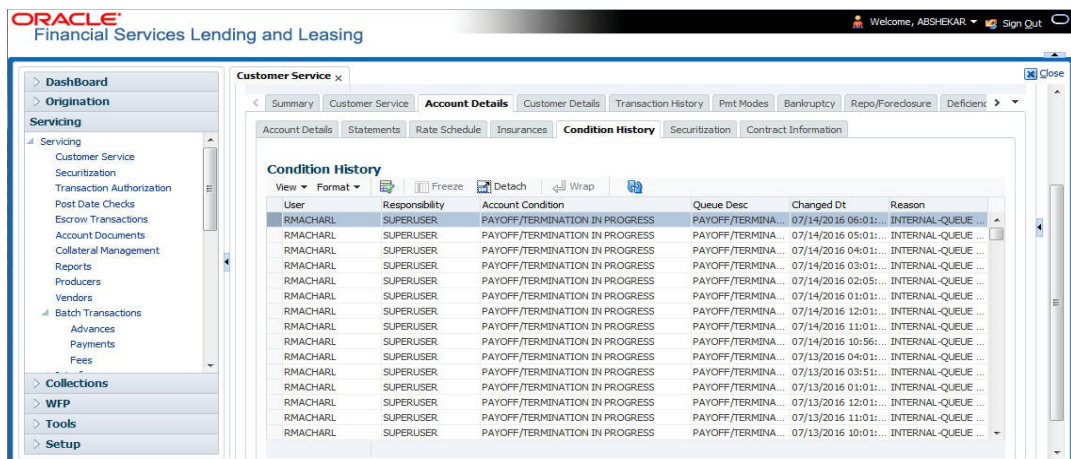 ORACLE'
Financial Services Lending and Leasing
Welcome, ABSHEKAR
Sign Out
Close
DashBoard
Origination
Servicing
Servicing
Customer Service
Securitization
Transaction Authorization
Post Date Checks
Escrow Transactions
Account Documents
Collateral Management
Reports
Producers
Vendors
Batch Transactions
Advances
Payments
Fees
Collections
WFP
Tools
Setup
Customer Service x
Summary Customer Service Account Details Customer Details Transaction History Pmt Modes Bankruptcy Repo/Foreclosure Deficienc
Account Details Statements Rate Schedule Insurances Condition History Securitization Contract Information
Condition History
View Format Freeze Detach Wrap
User Responsibility Account Condition Queue Desc Changed Dt Reason
RMACHARL SUPERUSER PAYOFF/TERMINATION IN PROGRESS PAYOFF/TERMINA... 07/14/2016 06:01:... INTERNAL-QUEUE ...
RMACHARL SUPERUSER PAYOFF/TERMINATION IN PROGRESS PAYOFF/TERMINA... 07/14/2016 05:01:... INTERNAL-QUEUE ...
RMACHARL SUPERUSER PAYOFF/TERMINATION IN PROGRESS PAYOFF/TERMINA... 07/14/2016 04:01:... INTERNAL-QUEUE ...
RMACHARL SUPERUSER PAYOFF/TERMINATION IN PROGRESS PAYOFF/TERMINA... 07/14/2016 03:01:... INTERNAL-QUEUE ...
RMACHARL SUPERUSER PAYOFF/TERMINATION IN PROGRESS PAYOFF/TERMINA... 07/14/2016 02:05:... INTERNAL-QUEUE ...
RMACHARL SUPERUSER PAYOFF/TERMINATION IN PROGRESS PAYOFF/TERMINA... 07/14/2016 01:01:... INTERNAL-QUEUE ...
RMACHARL SUPERUSER PAYOFF/TERMINATION IN PROGRESS PAYOFF/TERMINA... 07/14/2016 12:01:... INTERNAL-QUEUE ...
RMACHARL SUPERUSER PAYOFF/TERMINATION IN PROGRESS PAYOFF/TERMINA... 07/14/2016 11:01:... INTERNAL-QUEUE ...
RMACHARL SUPERUSER PAYOFF/TERMINATION IN PROGRESS PAYOFF/TERMINA... 07/14/2016 10:56:... INTERNAL-QUEUE ...
RMACHARL SUPERUSER PAYOFF/TERMINATION IN PROGRESS PAYOFF/TERMINA... 07/13/2016 04:01:... INTERNAL-QUEUE ...
RMACHARL SUPERUSER PAYOFF/TERMINATION IN PROGRESS PAYOFF/TERMINA... 07/13/2016 03:51:... INTERNAL-QUEUE ...
RMACHARL SUPERUSER PAYOFF/TERMINATION IN PROGRESS PAYOFF/TERMINA... 07/13/2016 01:01:... INTERNAL-QUEUE ...
RMACHARL SUPERUSER PAYOFF/TERMINATION IN PROGRESS PAYOFF/TERMINA... 07/13/2016 12:01:... INTERNAL-QUEUE ...
RMACHARL SUPERUSER PAYOFF/TERMINATION IN PROGRESS PAYOFF/TERMINA... 07/13/2016 11:01:... INTERNAL-QUEUE ...
RMACHARL SUPERUSER PAYOFF/TERMINATION IN PROGRESS PAYOFF/TERMINA... 07/13/2016 10:01:... INTERNAL-QUEUE ...